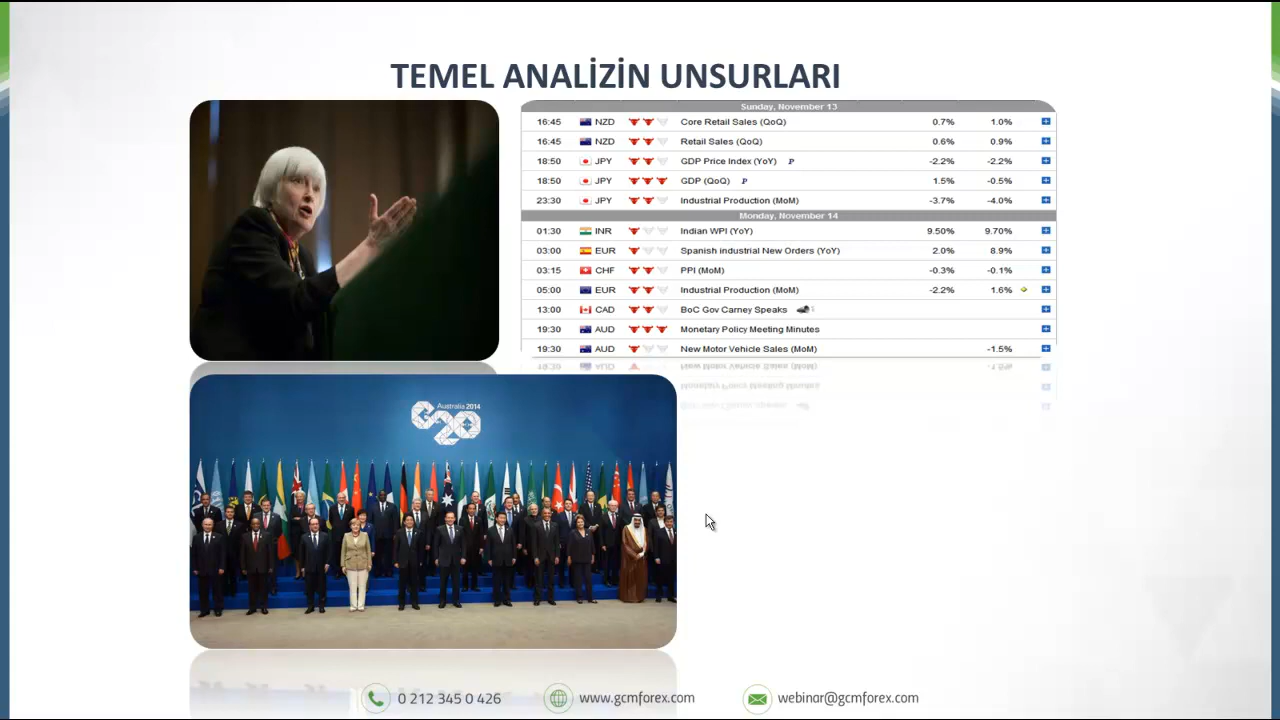 TEMEL ANALİZİN UNSURLARI
Sunday, November 13
16:45 NZD Core Retail Sales (QoQ) 0.7% 1.0%
16:45 NZD Retail Sales (QoQ) 0.6% 0.9%
18:50 JPY GDP Price Index (YoY) P -2.2% -2.2%
18:50 JPY GDP (QoQ) P 1.5% -0.5%
23:30 JPY Industrial Production (MoM) -3.7% -4.0%
Monday, November 14
01:30 INR Indian WPI (YoY) 9.50% 9.70%
03:00 EUR Spanish industrial New Orders (YoY) 2.0% 8.9%
03:15 CHF PPI (MoM) -0.3% -0.1%
05:00 EUR Industrial Production (MoM) -2.2% 1.6%
13:00 CAD BoC Gov Carney Speaks
19:30 AUD Monetary Policy Meeting Minutes
19:30 AUD New Motor Vehicle Sales (MoM) -1.5%
Australia 2014
G20
0 212 345 0 426
www.gcmforex.com
webinar@gcmforex.com